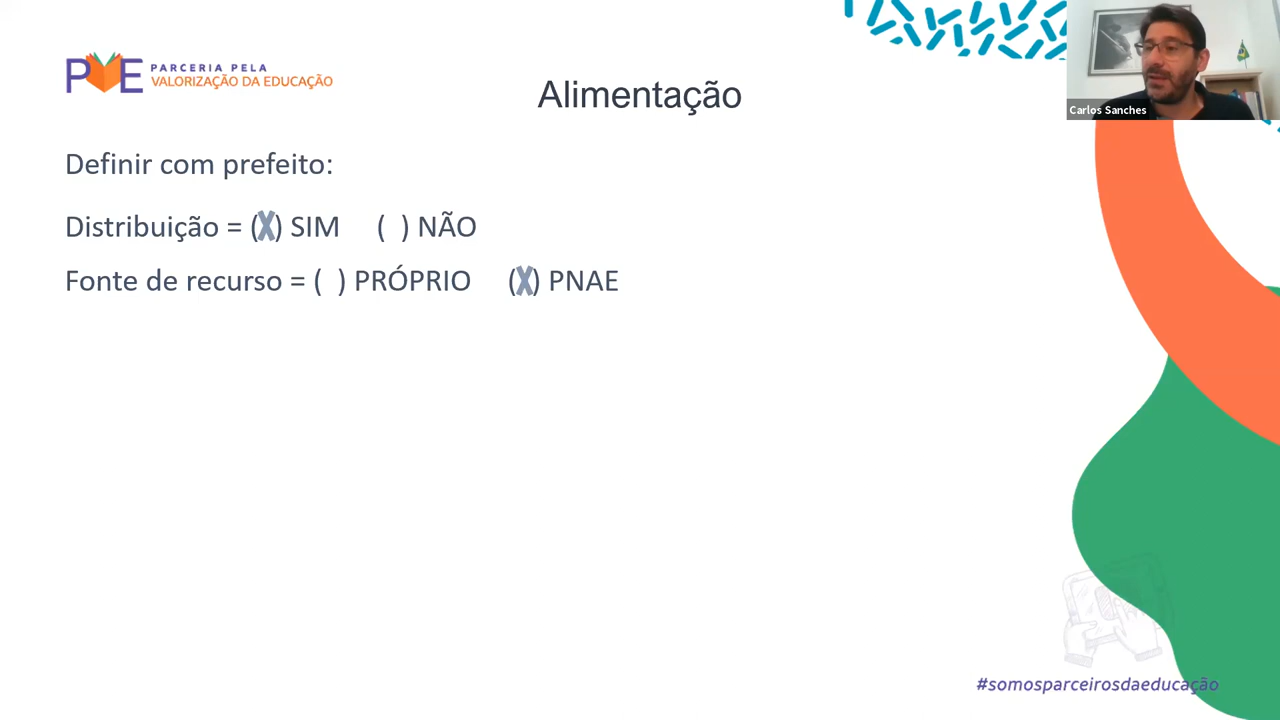 PVE PARCERIA PELA
VALORIZAÇÃO DA EDUCAÇÃO
Alimentação
Carlos Sanches
Definir com prefeito:
Distribuição = (X) SIM ( ) NÃO
Fonte de recurso = ( ) PRÓPRIO (X) PNAE
#somosparceirosdaeducação